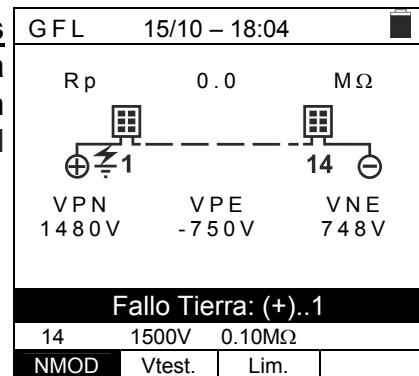 GFL 15/10 – 18:04
Rp 0.0 MΩ
1 14
VPN VPE VNE
1480V -750V 748V
Fallo Tierra: (+)..1
14 1500V 0.10MΩ
NMOD Vtest. Lim.